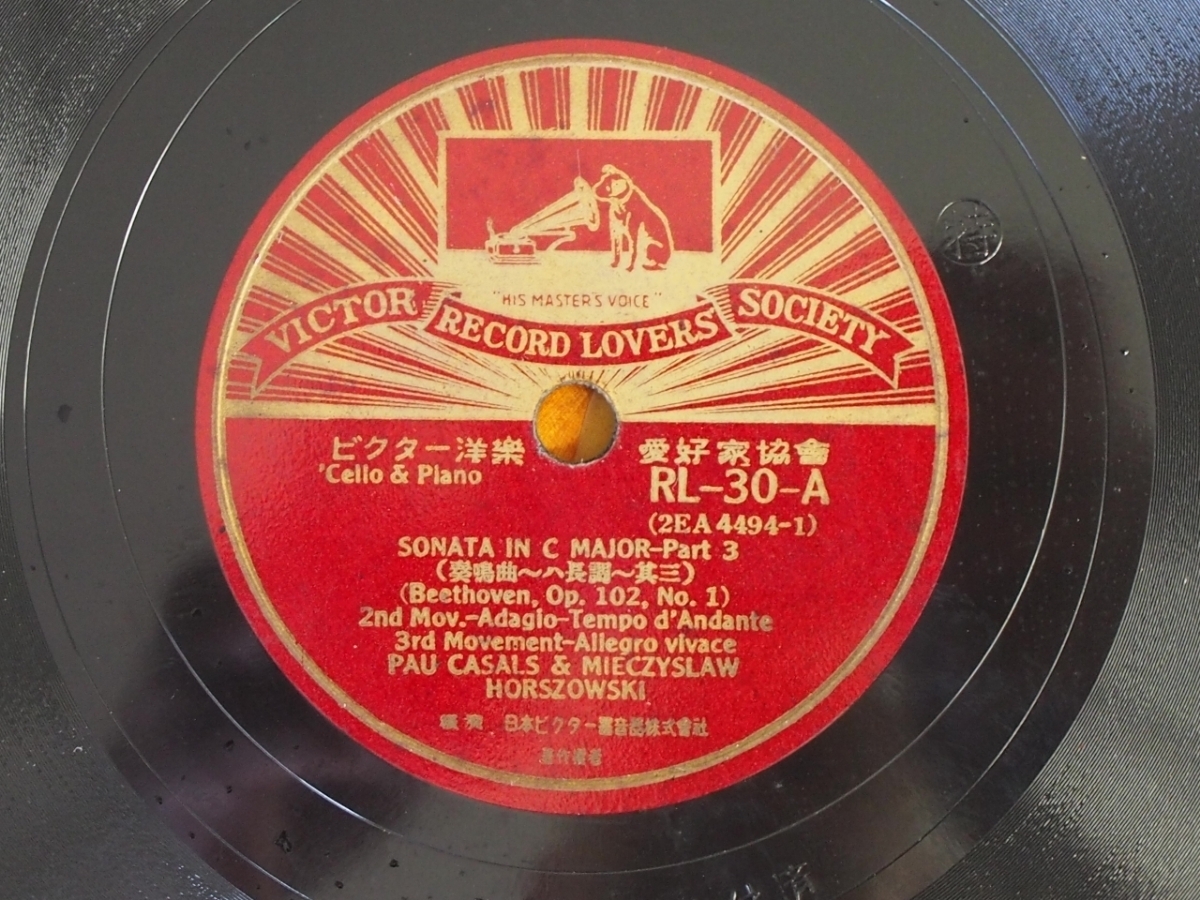 "HIS MASTER'S VOICE"
VICTOR RECORD LOVERS' SOCIETY
ビクター洋樂 愛好家協會
'Cello & Piano
RL-30-A
(2EA4494-1)
SONATA IN C MAJOR-Part 3
(奏鳴曲〜ハ長調〜其三)
(Beethoven, Op. 102, No. 1)
2nd Mov.-Adagio-Tempo d'Andante
3rd Movement-Allegro vivace
PAU CASALS & MIECZYSLAW
HORSZOWSKI
日本ビクター蓄音器株式會社